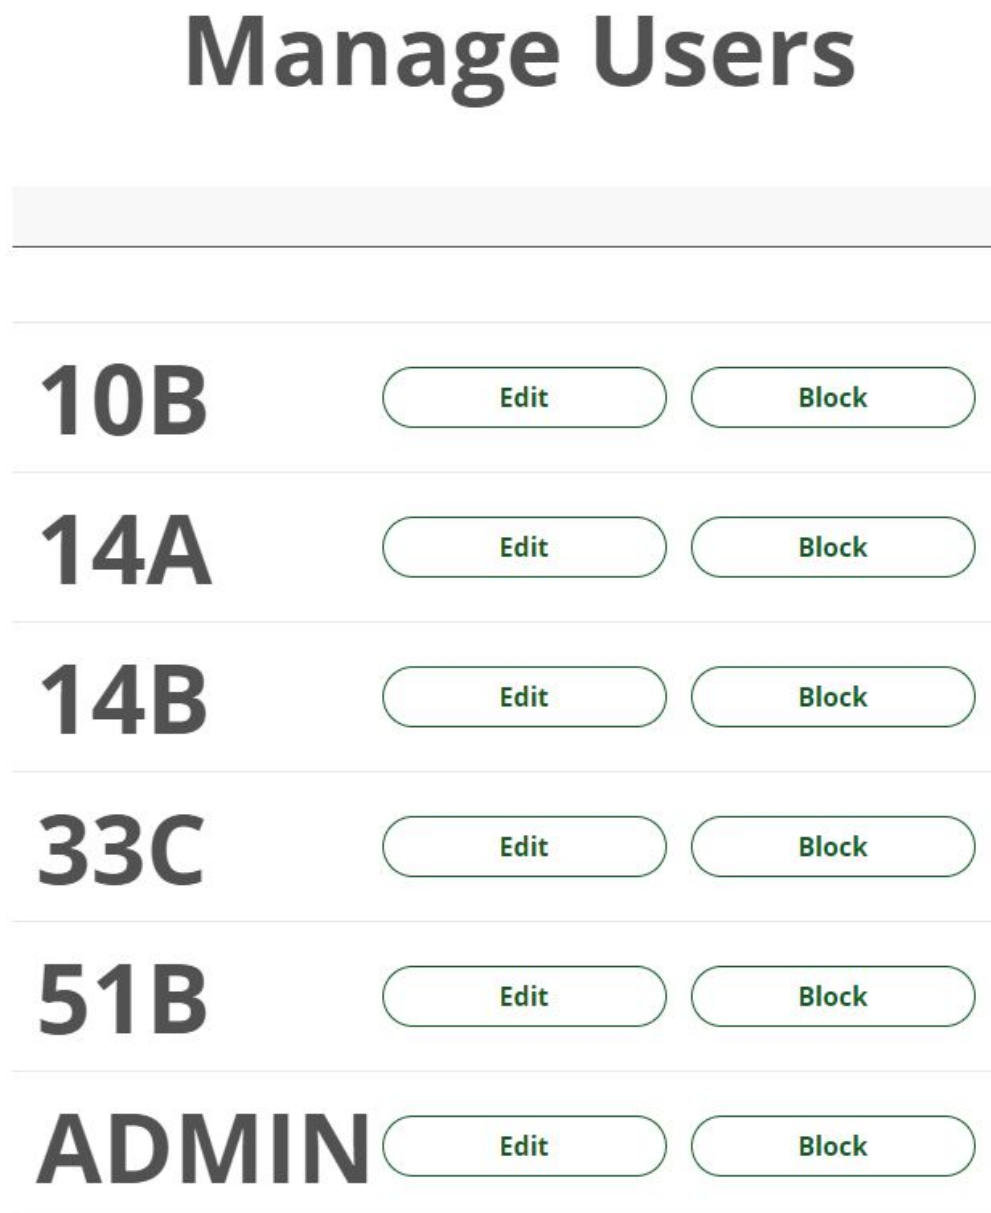 Manage Users
10B Edit Block
14A Edit Block
14B Edit Block
33C Edit Block
51B Edit Block
ADMIN Edit Block